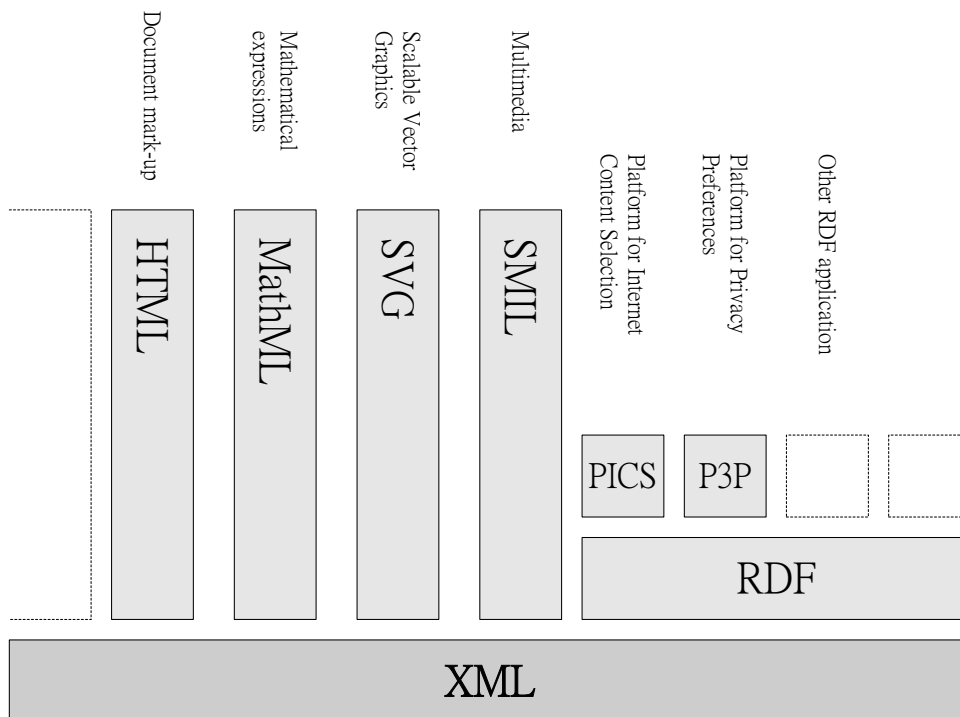 Document mark-up
Mathematical
expressions
Scalable Vector
Graphics
Multimedia
Platform for Internet
Content Selection
Platform for Privacy
Preferences
Other RDF application
HTML
MathML
SVG
SMIL
PICS
P3P
RDF
XML